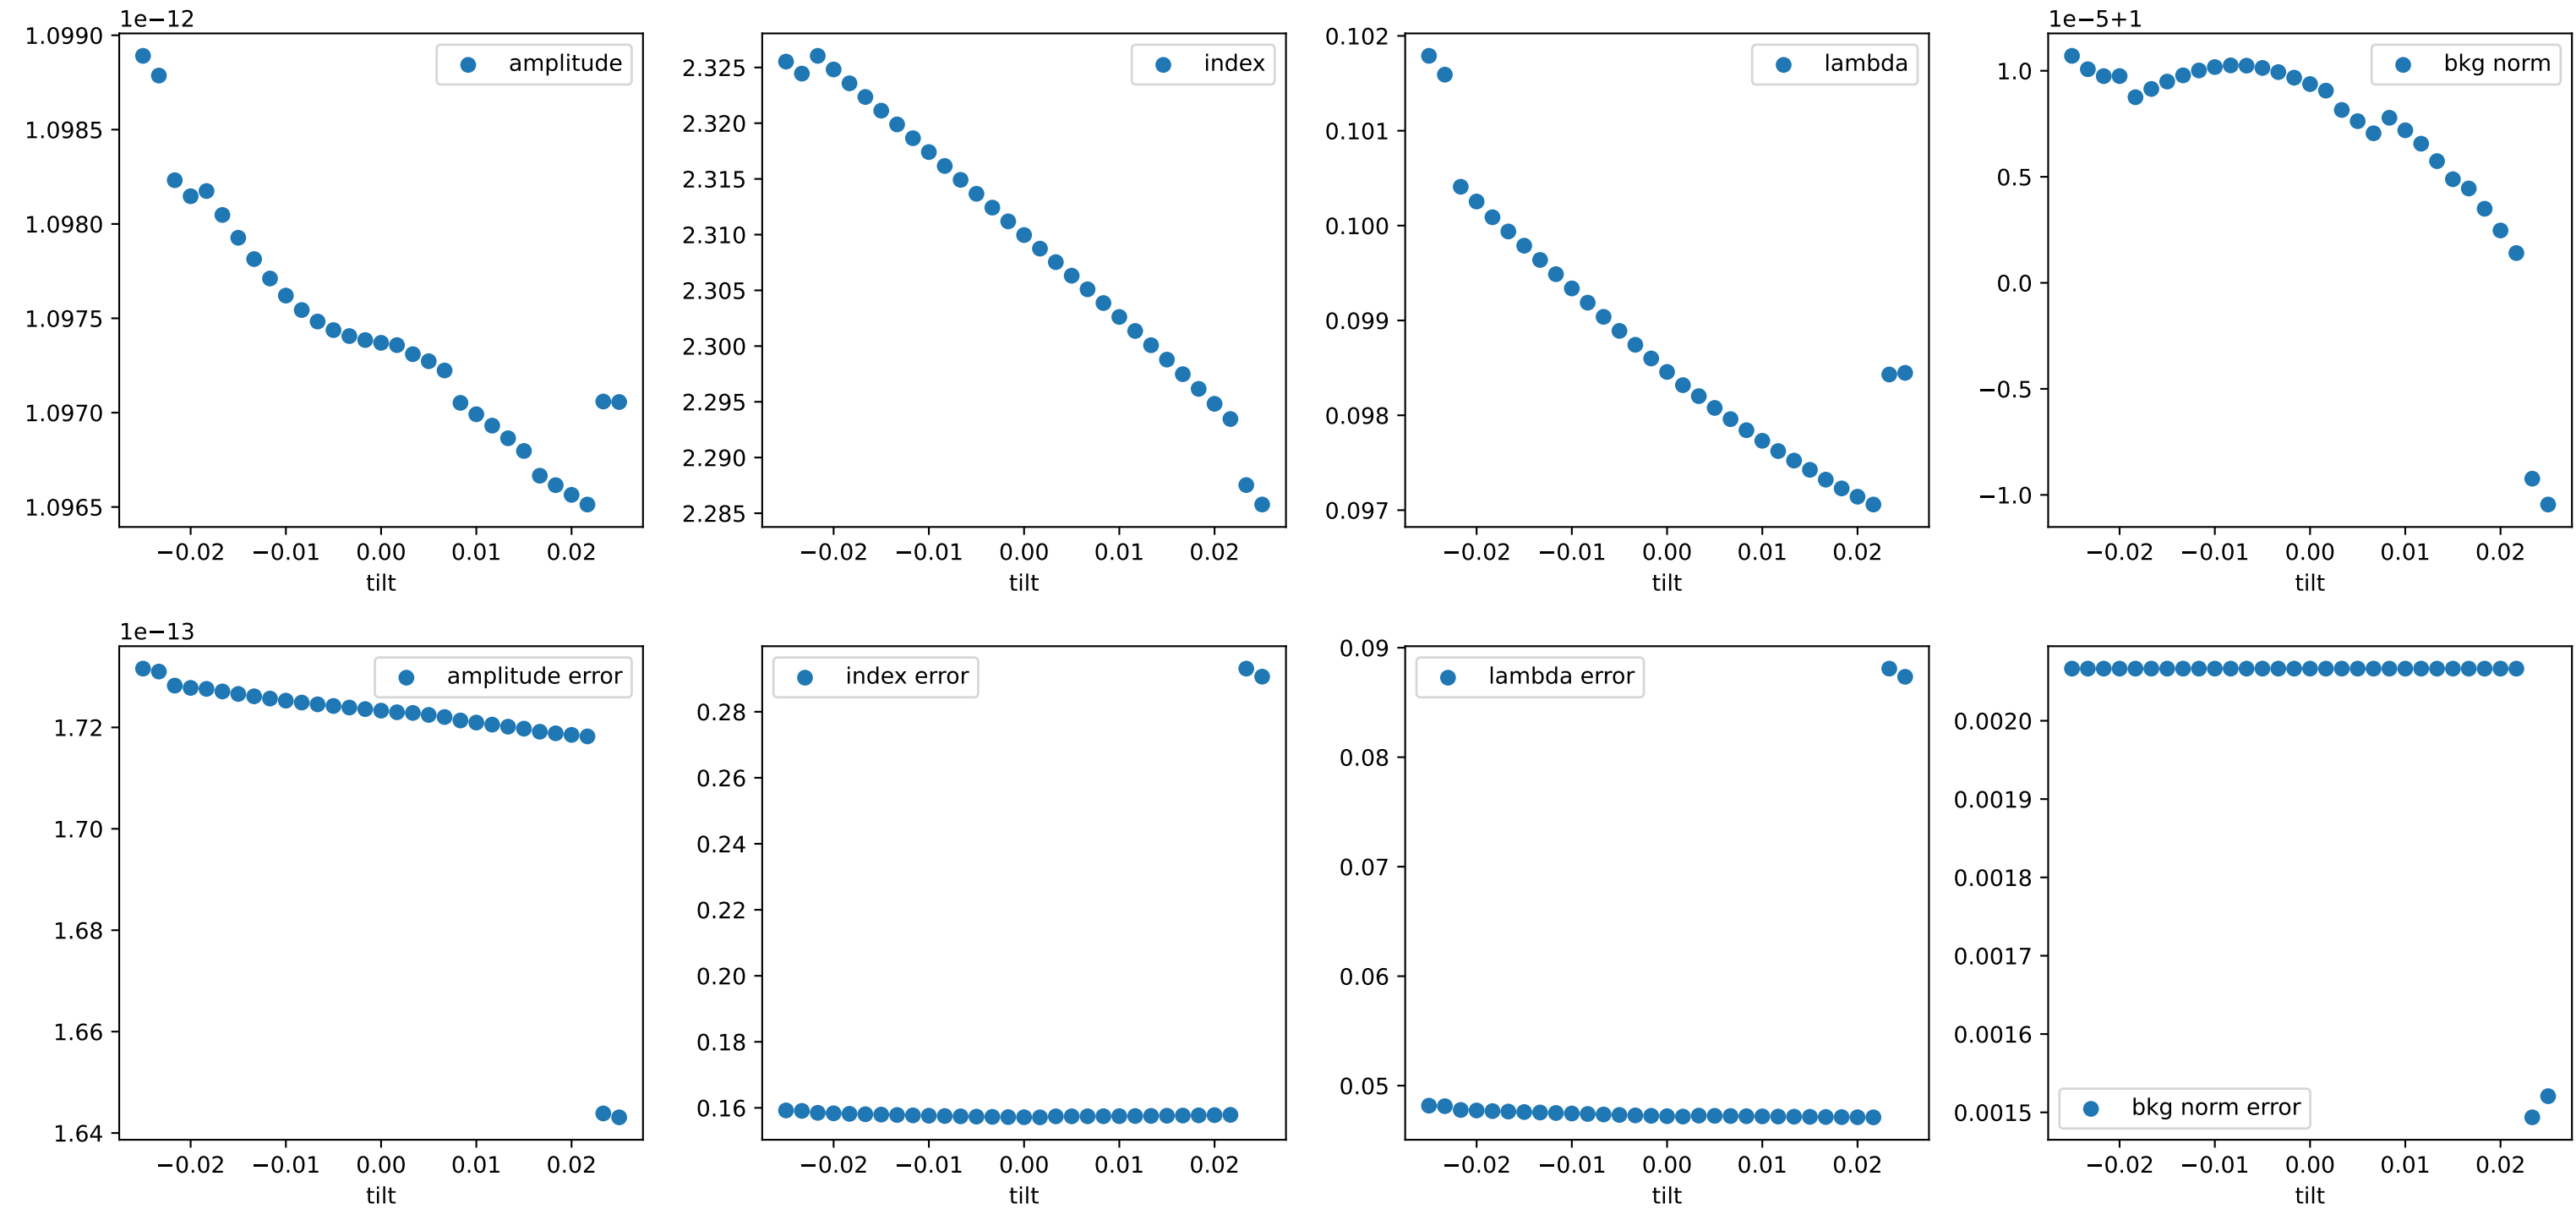 1e−12
1.0990
1.0985
1.0980
1.0975
1.0970
1.0965
−0.02 −0.01 0.00 0.01 0.02
tilt
amplitude
2.325
2.320
2.315
2.310
2.305
2.300
2.295
2.290
2.285
−0.02 −0.01 0.00 0.01 0.02
tilt
index
0.102
0.101
0.100
0.099
0.098
0.097
−0.02 −0.01 0.00 0.01 0.02
tilt
lambda
1e−5+1
1.0
0.5
0.0
−0.5
−1.0
−0.02 −0.01 0.00 0.01 0.02
tilt
bkg norm
1e−13
1.72
1.70
1.68
1.66
1.64
−0.02 −0.01 0.00 0.01 0.02
tilt
amplitude error
0.28
0.26
0.24
0.22
0.20
0.18
0.16
−0.02 −0.01 0.00 0.01 0.02
tilt
index error
0.09
0.08
0.07
0.06
0.05
−0.02 −0.01 0.00 0.01 0.02
tilt
lambda error
0.0020
0.0019
0.0018
0.0017
0.0016
0.0015
−0.02 −0.01 0.00 0.01 0.02
tilt
bkg norm error